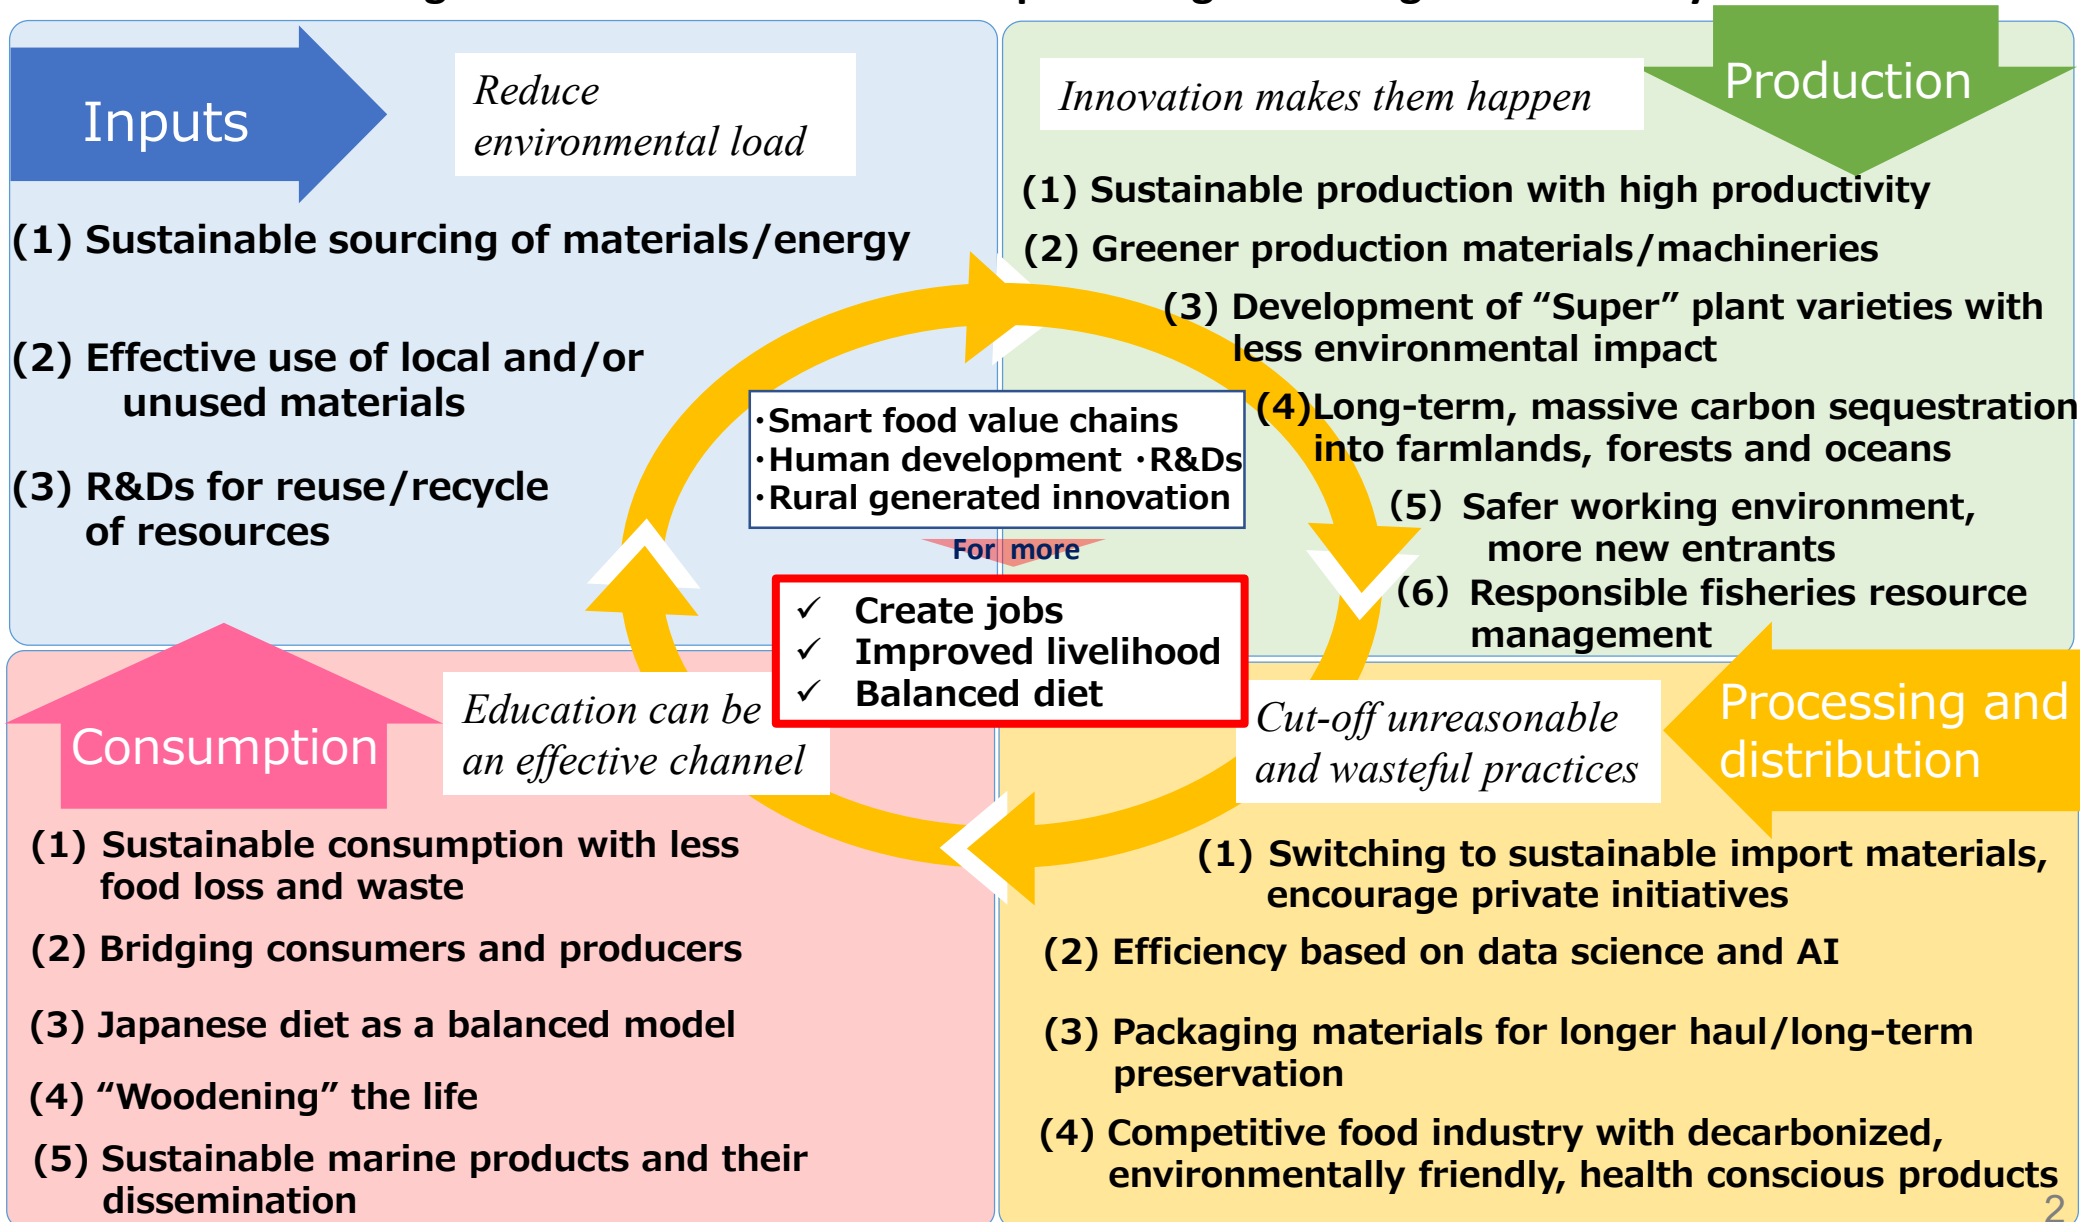 Inputs
Reduce
environmental load
(1) Sustainable sourcing of materials/energy
(2) Effective use of local and/or
unused materials
(3) R&Ds for reuse/recycle
of resources
Innovation makes them happen
Production
(1) Sustainable production with high productivity
(2) Greener production materials/machineries
(3) Development of “Super” plant varieties with
less environmental impact
(4)Long-term, massive carbon sequestration
into farmlands, forests and oceans
(5) Safer working environment,
more new entrants
(6) Responsible fisheries resource
management
・Smart food value chains
・Human development ・R&Ds
・Rural generated innovation
For more
✓ Create jobs
✓ Improved livelihood
✓ Balanced diet
Consumption
Education can be
an effective channel
(1) Sustainable consumption with less
food loss and waste
(2) Bridging consumers and producers
(3) Japanese diet as a balanced model
(4) “Woodening” the life
(5) Sustainable marine products and their
dissemination
Cut-off unreasonable
and wasteful practices
Processing and
distribution
(1) Switching to sustainable import materials,
encourage private initiatives
(2) Efficiency based on data science and AI
(3) Packaging materials for longer haul/long-term
preservation
(4) Competitive food industry with decarbonized,
environmentally friendly, health conscious products
2